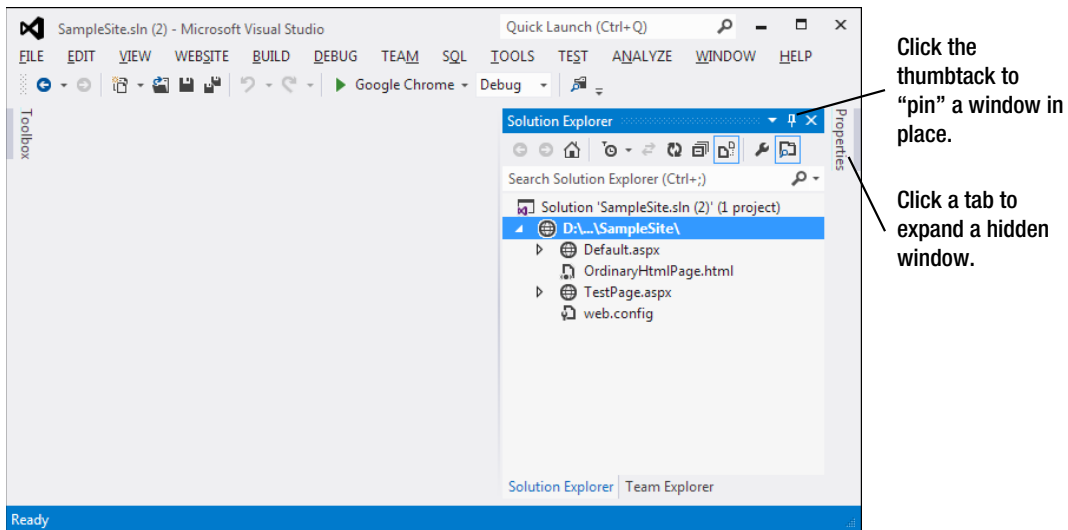 SampleSite.sln (2) - Microsoft Visual Studio
Quick Launch (Ctrl+Q)
FILE EDIT VIEW WEBSITE BUILD DEBUG TEAM SQL TOOLS TEST ANALYZE WINDOW HELP
Google Chrome Debug
Toolbox
Solution Explorer
Properties
Search Solution Explorer (Ctrl+;)
Solution 'SampleSite.sln (2)' (1 project)
D:\...\SampleSite\
Default.aspx
OrdinaryHtmlPage.html
TestPage.aspx
web.config
Solution Explorer Team Explorer
Ready
Click the
thumbtack to
“pin” a window in
place.
Click a tab to
expand a hidden
window.